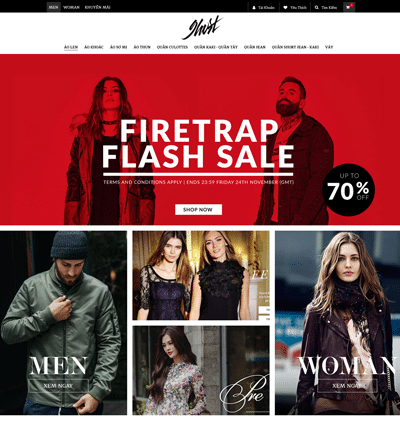 MEN WOMAN KHUYẾN MÃI
Tài Khoản Yêu Thích Tìm Kiếm
ÁO LEN ÁO KHOÁC ÁO SƠ MI ÁO THUN QUẦN CULOTTES QUẦN KAKI - QUẦN TÂY QUẦN JEAN QUẦN SHORT JEAN - KAKI VÁY
FIRETRAP
FLASH SALE
TERMS AND CONDITIONS APPLY | ENDS 23:59 FRIDAY 24TH NOVEMBER (GMT)
UP TO
70%
OFF
SHOP NOW
MEN
XEM NGAY
Pre
WOMAN
XEM NGAY